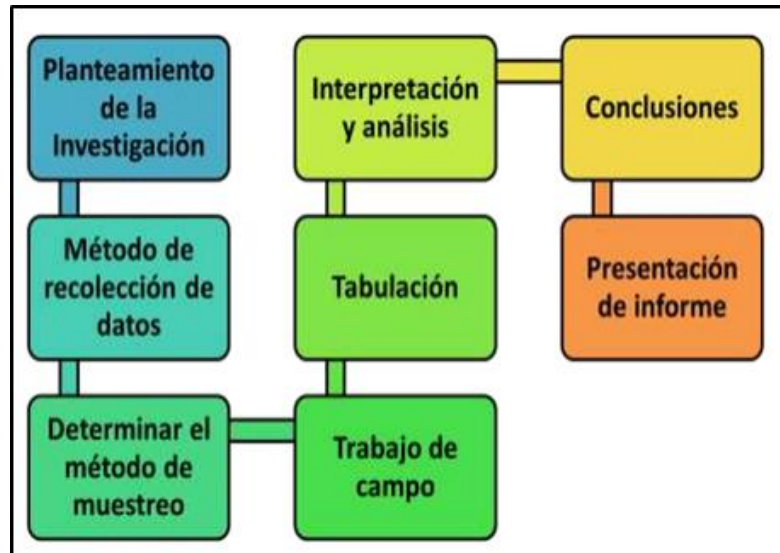 Planteamiento
de la
Investigación
Método de
recolección de
datos
Determinar el
método de
muestreo
Trabajo de
campo
Tabulación
Interpretación
y análisis
Conclusiones
Presentación
de informe